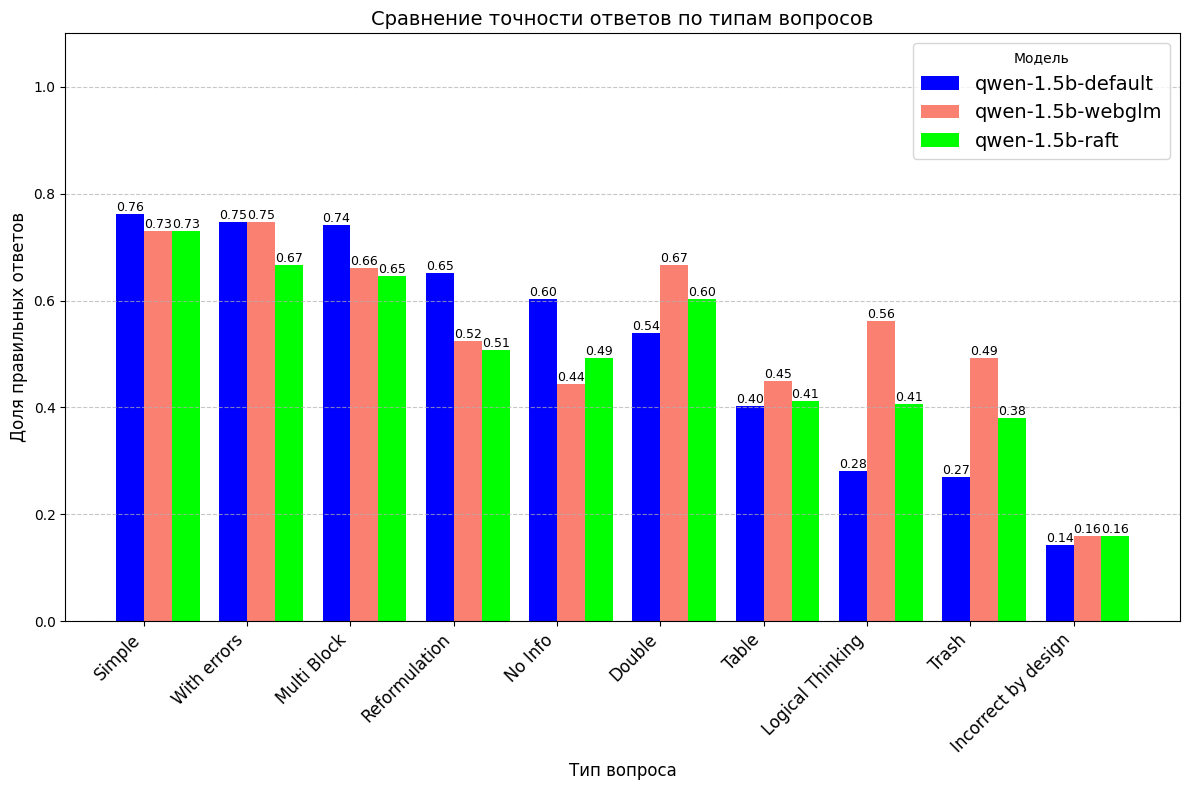 Сравнение точности ответов по типам вопросов
Модель
qwen-1.5b-default
qwen-1.5b-webglm
qwen-1.5b-raft
Доля правильных ответов
1.0
0.8
0.6
0.4
0.2
0.0
0.76 0.73 0.73
0.75 0.75 0.67
0.74 0.66 0.65
0.65 0.52 0.51
0.60 0.44 0.49
0.54 0.67 0.60
0.40 0.45 0.41
0.28 0.56 0.41
0.27 0.49 0.38
0.14 0.16 0.16
Simple
With errors
Multi Block
Reformulation
No Info
Double
Table
Logical Thinking
Trash
Incorrect by design
Тип вопроса